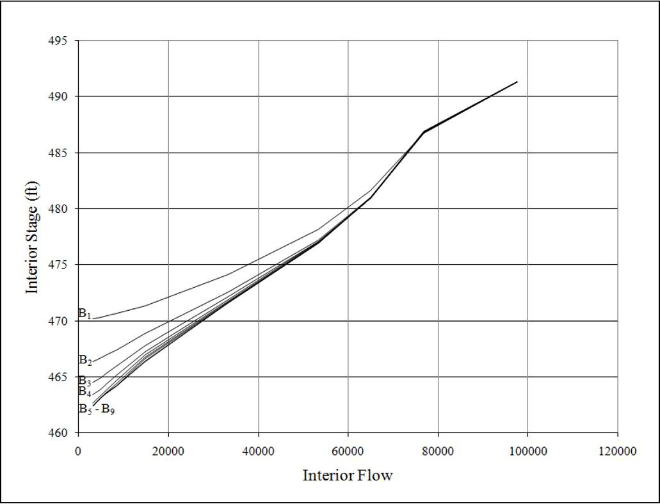 495
490
485
480
475
470
465
460
Interior Stage (ft)
B1
B2
B3
B4
B5 - B9
0 20000 40000 60000 80000 100000 120000
Interior Flow